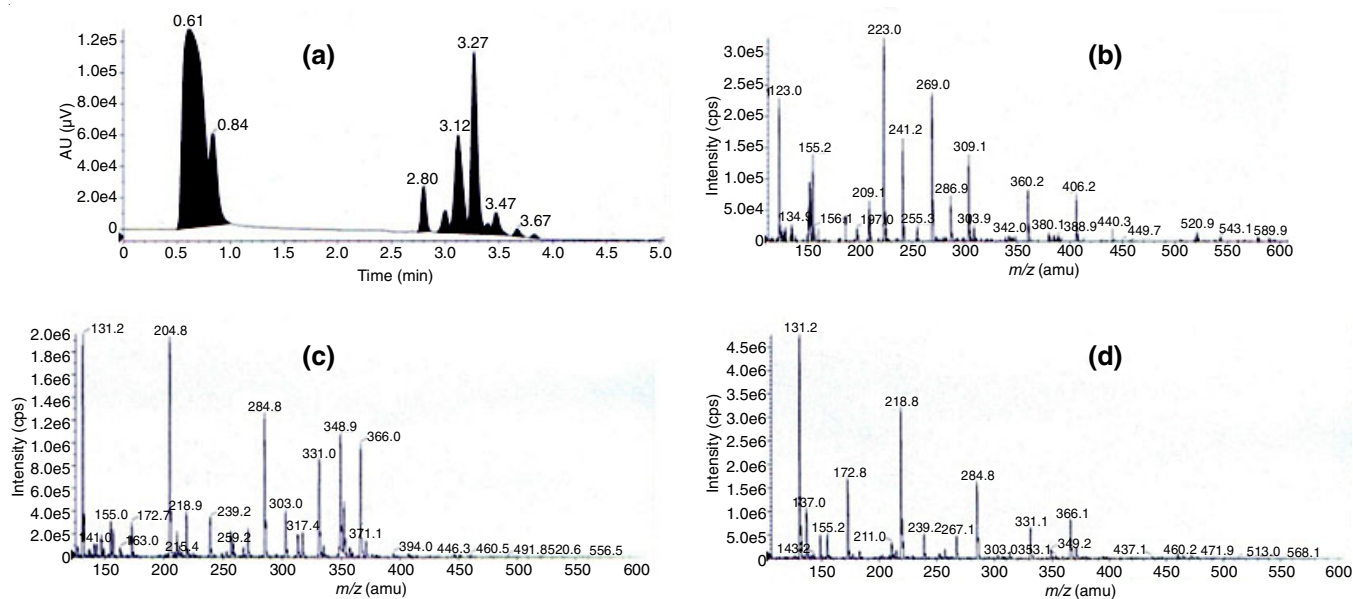 0.61
(a)
3.27
1.2e5
1.0e5
8.0e4
6.0e4
4.0e4
2.0e4
0
AU (μV)
0.84
3.12
2.80
3.47
3.67
0 0.5 1.0 1.5 2.0 2.5 3.0 3.5 4.0 4.5 5.0
Time (min)
(b)
223.0
3.0e5
2.5e5
2.0e5
1.5e5
1.0e5
5.0e4
0
Intensity (cps)
123.0
269.0
241.2
155.2
309.1
209.1
286.9
360.2
406.2
134.9
156.1
197.0
255.3
303.9
342.0
380.1
388.9
440.3
449.7
520.9
543.1
589.9
150 200 250 300 350 400 450 500 550 600
m/z (amu)
(c)
2.0e6
1.8e6
1.6e6
1.4e6
1.2e6
1.0e6
8.0e5
6.0e5
4.0e5
2.0e5
0
Intensity (cps)
131.2
204.8
284.8
348.9
366.0
331.0
155.0
172.7
218.9
239.2
303.0
317.4
141.0
163.0
215.4
259.2
371.1
394.0
446.3
460.5
491.8
520.6
556.5
150 200 250 300 350 400 450 500 550 600
m/z (amu)
(d)
131.2
4.5e6
4.0e6
3.5e6
3.0e6
2.5e6
2.0e6
1.5e6
1.0e6
5.0e5
0
Intensity (cps)
218.8
172.8
284.8
137.0
155.2
143.2
211.0
239.2
267.1
303.0
331.1
353.1
366.1
349.2
437.1
460.2
471.9
513.0
568.1
150 200 250 300 350 400 450 500 550 600
m/z (amu)